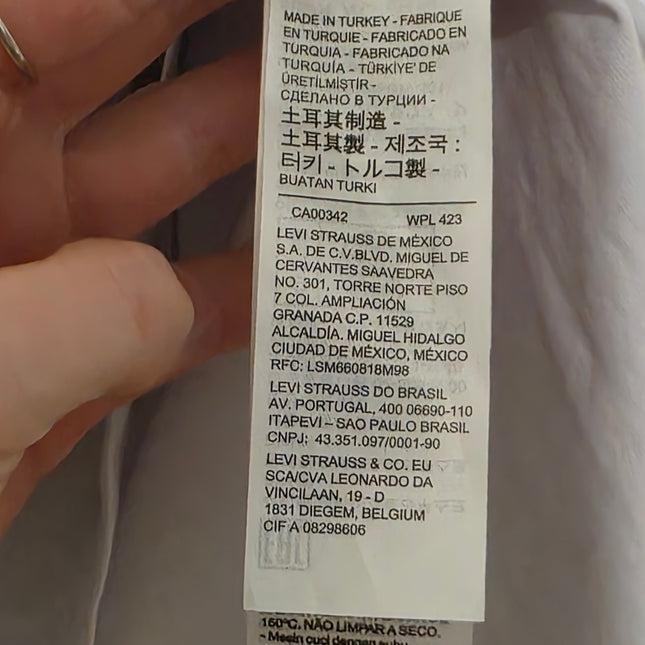 MADE IN TURKEY - FABRIQUE
EN TURQUIE - FABRICADO EN
TURQUIA - FABRICADO NA
TURQUÍA - TÜRKİYE' DE
ÜRETİLMİŞTİR -
СДЕЛАНО В ТУРЦИИ -
土耳其制造 -
土耳其製 - 제조국 :
터키 - トルコ製 -
BUATAN TURKI
CA00342 WPL 423
LEVI STRAUSS DE MÉXICO
S.A. DE C.V.BLVD. MIGUEL DE
CERVANTES SAAVEDRA
NO. 301, TORRE NORTE PISO
7 COL. AMPLIACIÓN
GRANADA C.P. 11529
ALCALDÍA. MIGUEL HIDALGO
CIUDAD DE MÉXICO, MÉXICO
RFC: LSM660818M98
LEVI STRAUSS DO BRASIL
AV. PORTUGAL, 400 06690-110
ITAPEVI – SAO PAULO BRASIL
CNPJ: 43.351.097/0001-90
LEVI STRAUSS & CO. EU
SCA/CVA LEONARDO DA
VINCILAAN, 19 - D
1831 DIEGEM, BELGIUM
CIF A 08298606
160°C. NÃO LIMPAR A SECO.
- Mesin cuci dengan suhu